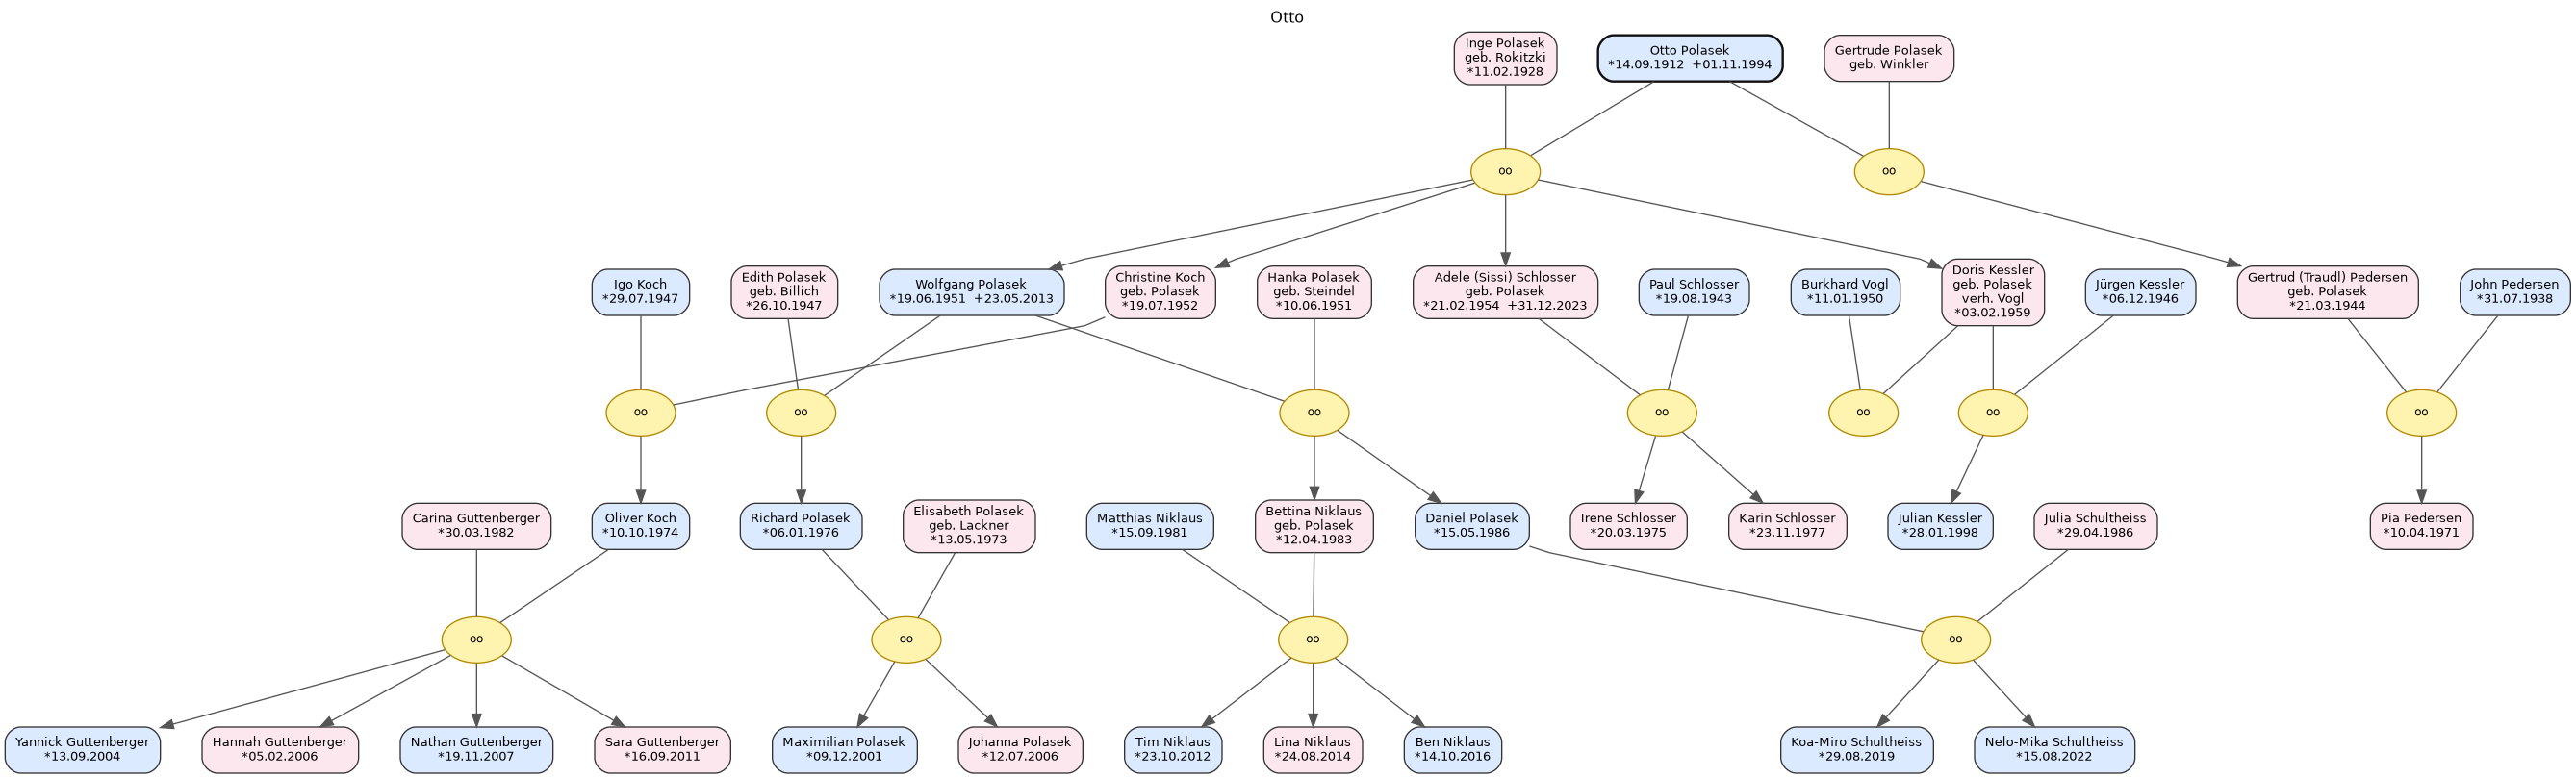 Otto
Inge Polasek
geb. Rokitzki
*11.02.1928
Otto Polasek
*14.09.1912  +01.11.1994
Gertrude Polasek
geb. Winkler
oo
oo
Igo Koch
*29.07.1947
Edith Polasek
geb. Billich
*26.10.1947
Wolfgang Polasek
*19.06.1951  +23.05.2013
Christine Koch
geb. Polasek
*19.07.1952
Hanka Polasek
geb. Steindel
*10.06.1951
Adele (Sissi) Schlosser
geb. Polasek
*21.02.1954  +31.12.2023
Paul Schlosser
*19.08.1943
Burkhard Vogl
*11.01.1950
Doris Kessler
geb. Polasek
verh. Vogl
*03.02.1959
Jürgen Kessler
*06.12.1946
Gertrud (Traudl) Pedersen
geb. Polasek
*21.03.1944
John Pedersen
*31.07.1938
oo
oo
oo
oo
oo
oo
oo
Carina Guttenberger
*30.03.1982
Oliver Koch
*10.10.1974
Richard Polasek
*06.01.1976
Elisabeth Polasek
geb. Lackner
*13.05.1973
Matthias Niklaus
*15.09.1981
Bettina Niklaus
geb. Polasek
*12.04.1983
Daniel Polasek
*15.05.1986
Irene Schlosser
*20.03.1975
Karin Schlosser
*23.11.1977
Julian Kessler
*28.01.1998
Julia Schultheiss
*29.04.1986
Pia Pedersen
*10.04.1971
oo
oo
oo
oo
Yannick Guttenberger
*13.09.2004
Hannah Guttenberger
*05.02.2006
Nathan Guttenberger
*19.11.2007
Sara Guttenberger
*16.09.2011
Maximilian Polasek
*09.12.2001
Johanna Polasek
*12.07.2006
Tim Niklaus
*23.10.2012
Lina Niklaus
*24.08.2014
Ben Niklaus
*14.10.2016
Koa-Miro Schultheiss
*29.08.2019
Nelo-Mika Schultheiss
*15.08.2022